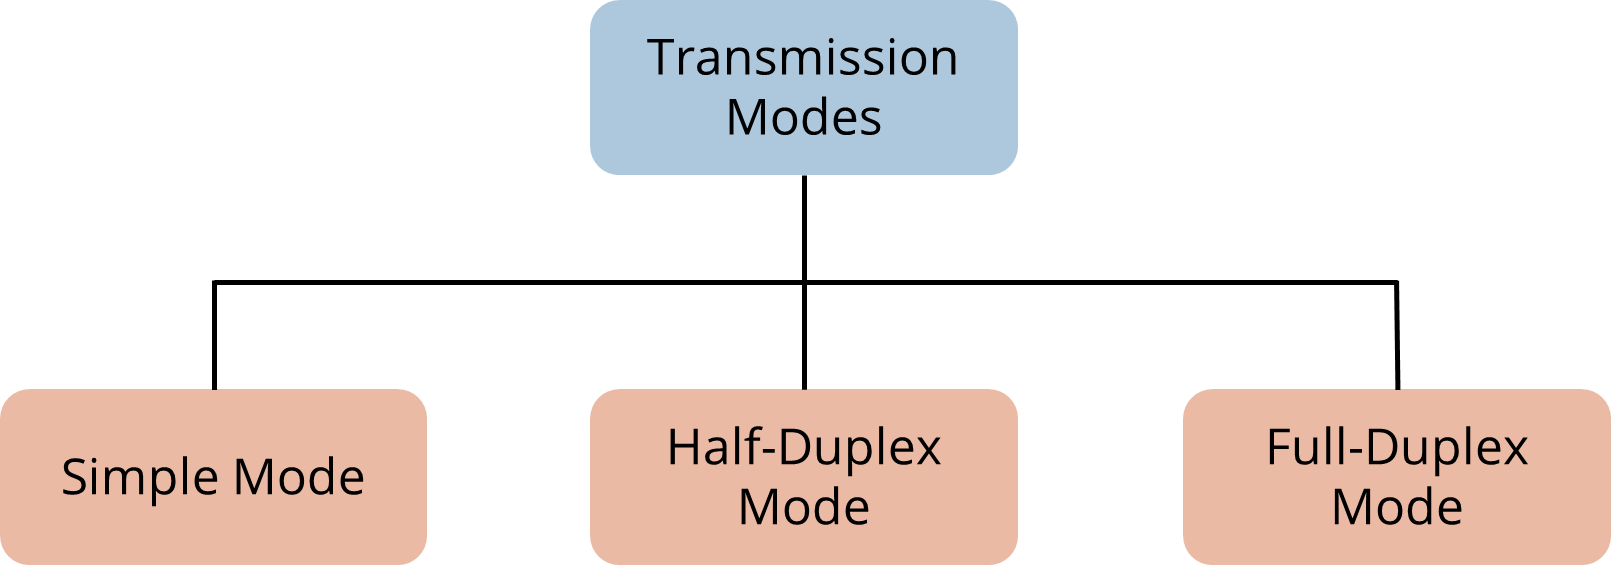 Transmission
Modes
Simple Mode
Half-Duplex
Mode
Full-Duplex
Mode